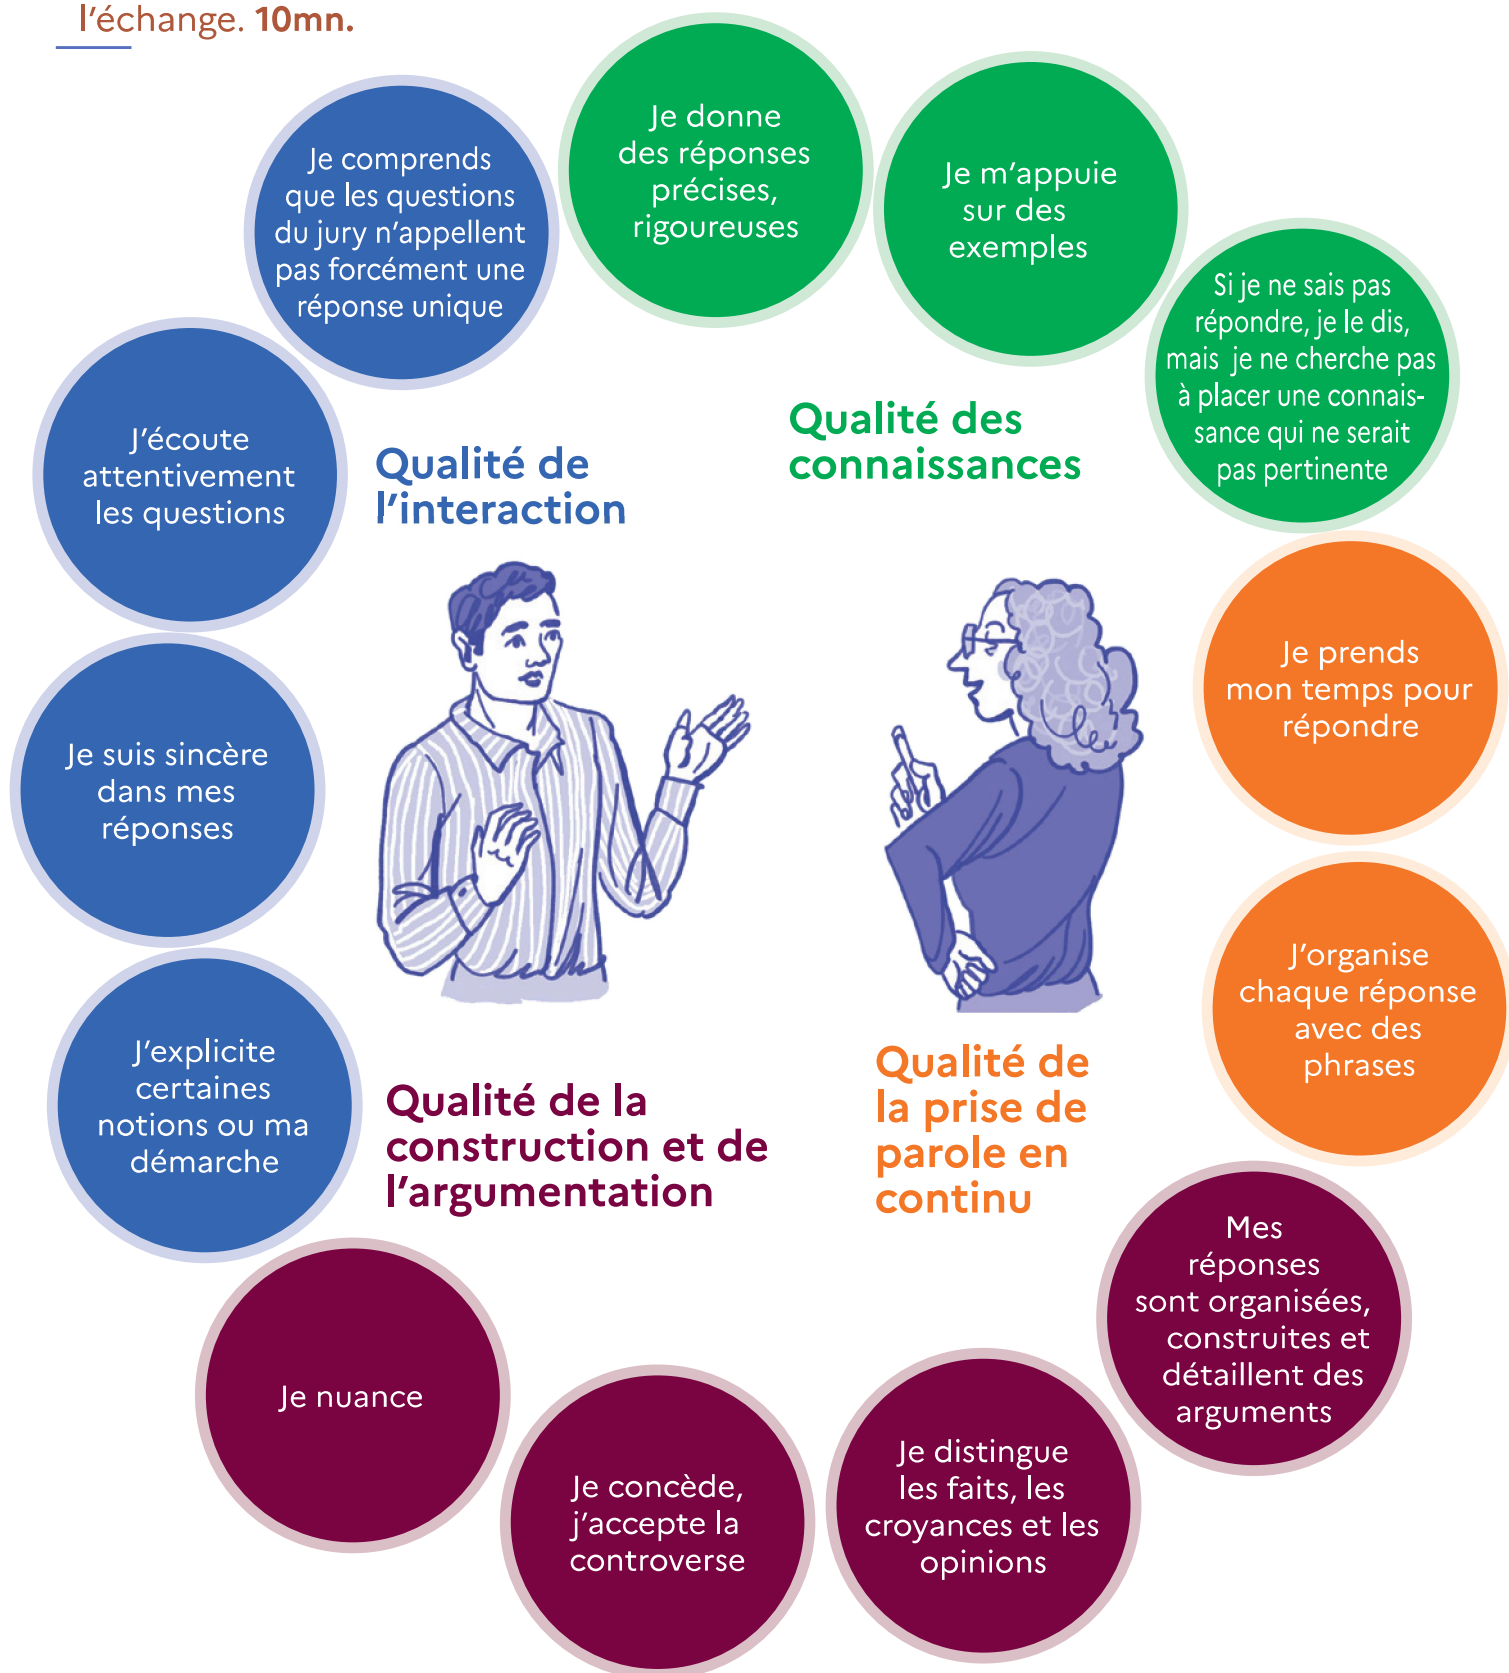 l'échange. 10mn.
Je comprends
que les questions
du jury n'appellent
pas forcément une
réponse unique
Je donne
des réponses
précises,
rigoureuses
Je m'appuie
sur des
exemples
Si je ne sais pas
répondre, je le dis,
mais je ne cherche pas
à placer une connais-
sance qui ne serait
pas pertinente
J'écoute
attentivement
les questions
Qualité de
l'interaction
Qualité des
connaissances
Je suis sincère
dans mes
réponses
Je prends
mon temps pour
répondre
J'explicite
certaines
notions ou ma
démarche
J'organise
chaque réponse
avec des
phrases
Qualité de la
construction et de
l'argumentation
Qualité de
la prise de
parole en
continu
Je nuance
Je concède,
j'accepte la
controverse
Je distingue
les faits, les
croyances et les
opinions
Mes
réponses
sont organisées,
construites et
détaillent des
arguments